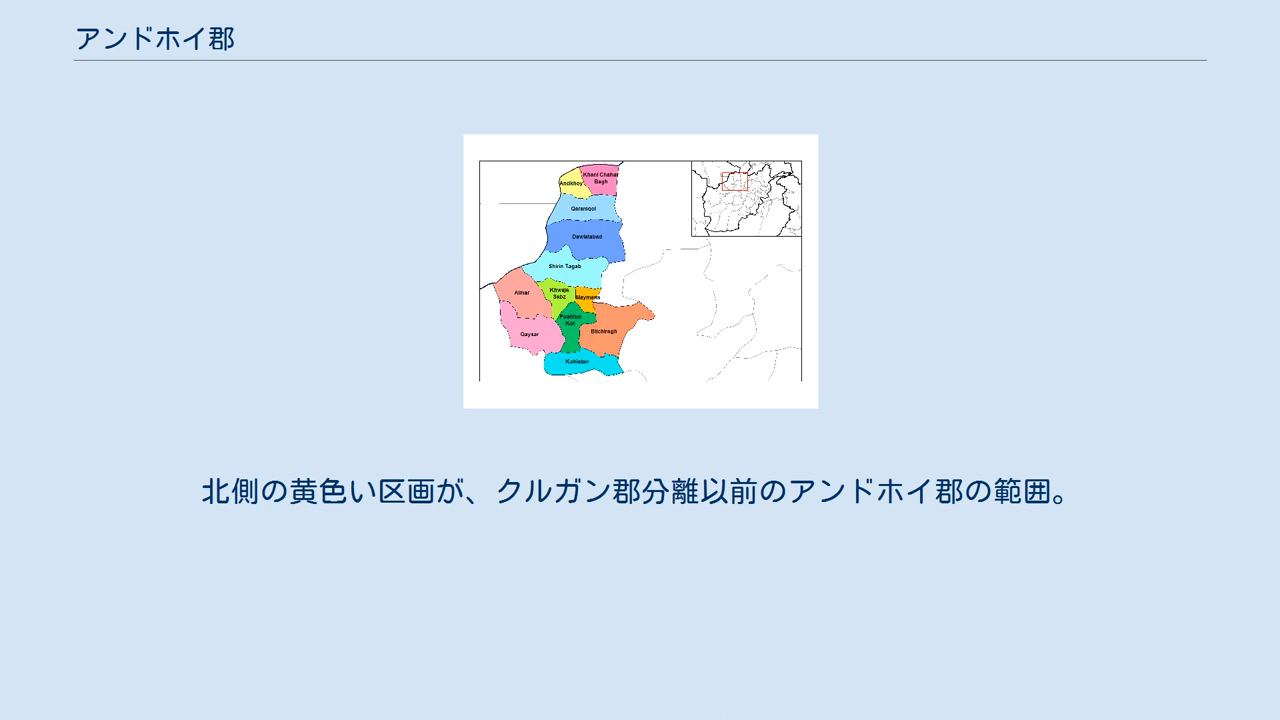 アンドホイ郡
Khani Chahar
Bagh
Andkhoy
Qaramqol
Dawlatabad
Shirin Tagab
Almar
Khwaja
Sabz
Maymana
Pashtun
Kot
Qaysar
Bilchiragh
Kohistan
北側の黄色い区画が、クルガン郡分離以前のアンドホイ郡の範囲。